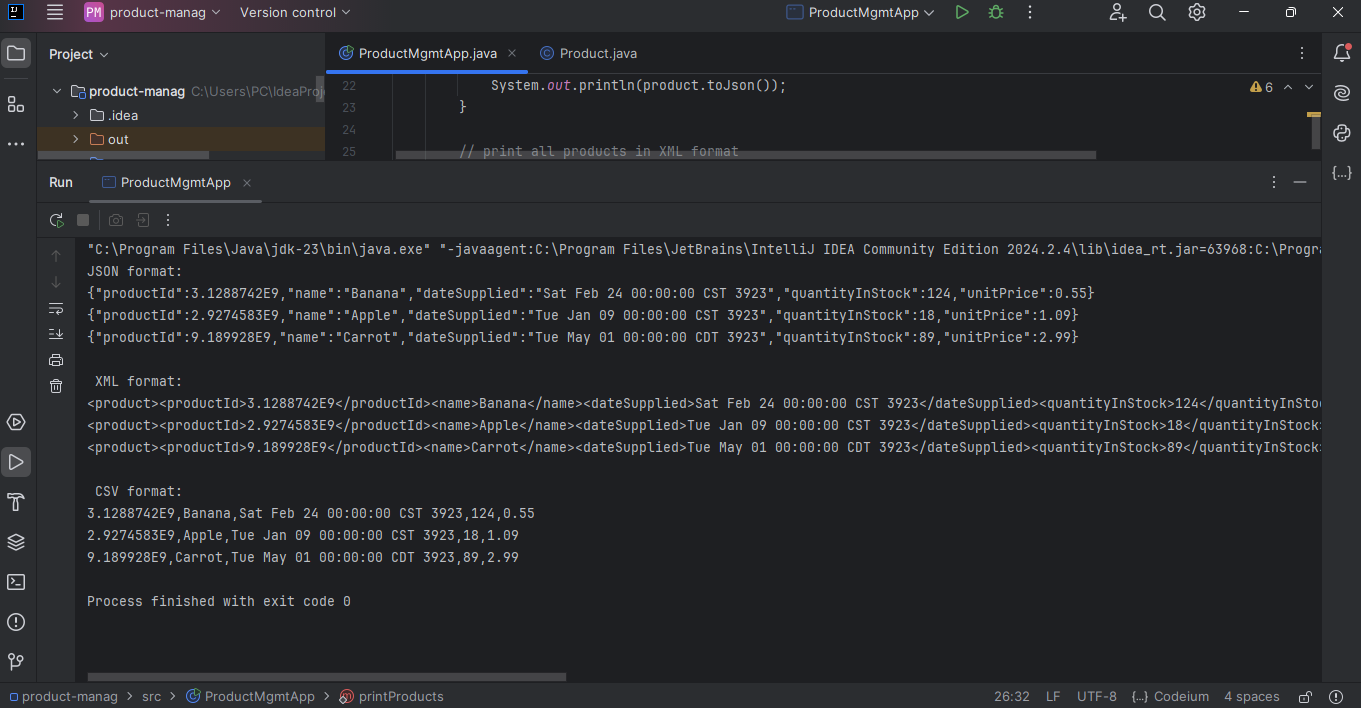 PM product-manag Version control ProductMgmtApp
Project
ProductMgmtApp.java Product.java
product-manag C:\Users\PC\IdeaProj
.idea
out
22 System.out.println(product.toJson());
6
23 }
24
25 // print all products in XML format
Run ProductMgmtApp
"C:\Program Files\Java\jdk-23\bin\java.exe" "-javaagent:C:\Program Files\JetBrains\IntelliJ IDEA Community Edition 2024.2.4\lib\idea_rt.jar=63968:C:\Progra
JSON format:
{"productId":3.1288742E9,"name":"Banana","dateSupplied":"Sat Feb 24 00:00:00 CST 3923","quantityInStock":124,"unitPrice":0.55}
{"productId":2.9274583E9,"name":"Apple","dateSupplied":"Tue Jan 09 00:00:00 CST 3923","quantityInStock":18,"unitPrice":1.09}
{"productId":9.189928E9,"name":"Carrot","dateSupplied":"Tue May 01 00:00:00 CDT 3923","quantityInStock":89,"unitPrice":2.99}
XML format:
<product><productId>3.1288742E9</productId><name>Banana</name><dateSupplied>Sat Feb 24 00:00:00 CST 3923</dateSupplied><quantityInStock>124</quantityInSto
<product><productId>2.9274583E9</productId><name>Apple</name><dateSupplied>Tue Jan 09 00:00:00 CST 3923</dateSupplied><quantityInStock>18</quantityInStock
<product><productId>9.189928E9</productId><name>Carrot</name><dateSupplied>Tue May 01 00:00:00 CDT 3923</dateSupplied><quantityInStock>89</quantityInStock
CSV format:
3.1288742E9,Banana,Sat Feb 24 00:00:00 CST 3923,124,0.55
2.9274583E9,Apple,Tue Jan 09 00:00:00 CST 3923,18,1.09
9.189928E9,Carrot,Tue May 01 00:00:00 CDT 3923,89,2.99
Process finished with exit code 0
product-manag > src > ProductMgmtApp > printProducts 26:32 LF UTF-8 {...} Codeium 4 spaces